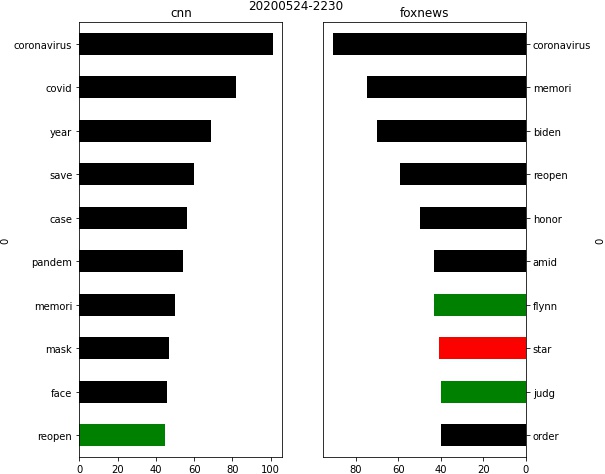 20200524-2230
cnn
foxnews
coronavirus
covid
year
save
case
pandem
memori
mask
face
reopen
0
0 20 40 60 80 100
coronavirus
memori
biden
reopen
honor
amid
flynn
star
judg
order
0
80 60 40 20 0